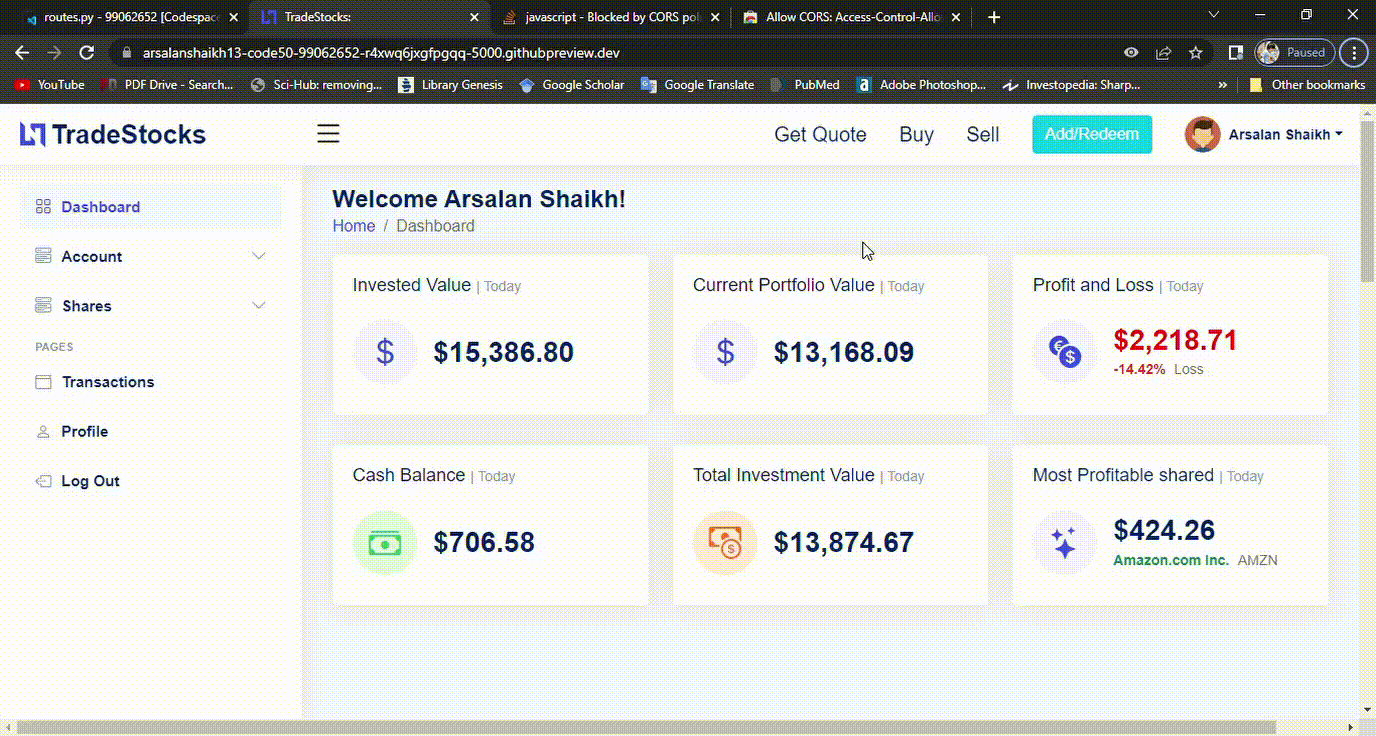 routes.py - 99062652 [Codespac
TradeStocks:
javascript - Blocked by CORS pol
Allow CORS: Access-Control-Allo
arsalanshaikh13-code50-99062652-r4xwq6jxgfpgqq-5000.githubpreview.dev
Paused
YouTube
PDF Drive - Search...
Sci-Hub: removing...
Library Genesis
Google Scholar
Google Translate
PubMed
Adobe Photoshop...
Investopedia: Sharp...
»
Other bookmarks
TradeStocks
Get Quote
Buy
Sell
Add/Redeem
Arsalan Shaikh
Dashboard
Account
Shares
PAGES
Transactions
Profile
Log Out
Welcome Arsalan Shaikh!
Home / Dashboard
Invested Value | Today
$
$15,386.80
Current Portfolio Value | Today
$
$13,168.09
Profit and Loss | Today
€ $
$2,218.71
-14.42% Loss
Cash Balance | Today
$706.58
Total Investment Value | Today
$
$13,874.67
Most Profitable shared | Today
$424.26
Amazon.com Inc. AMZN